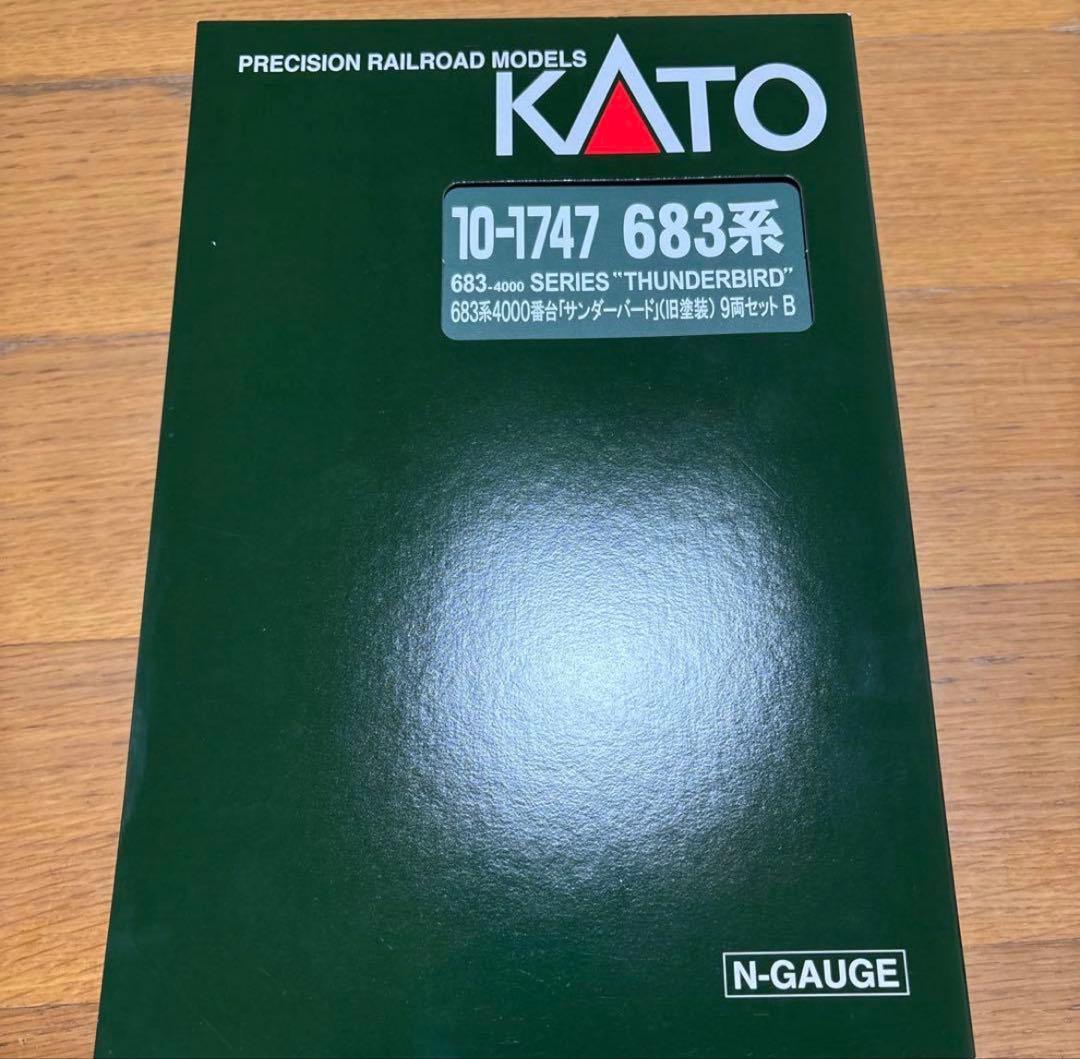 PRECISION RAILROAD MODELS
KATO
10-1747 683系
683-4000 SERIES "THUNDERBIRD"
683系4000番台「サンダーバード」(旧塗装) 9両セット B
N-GAUGE